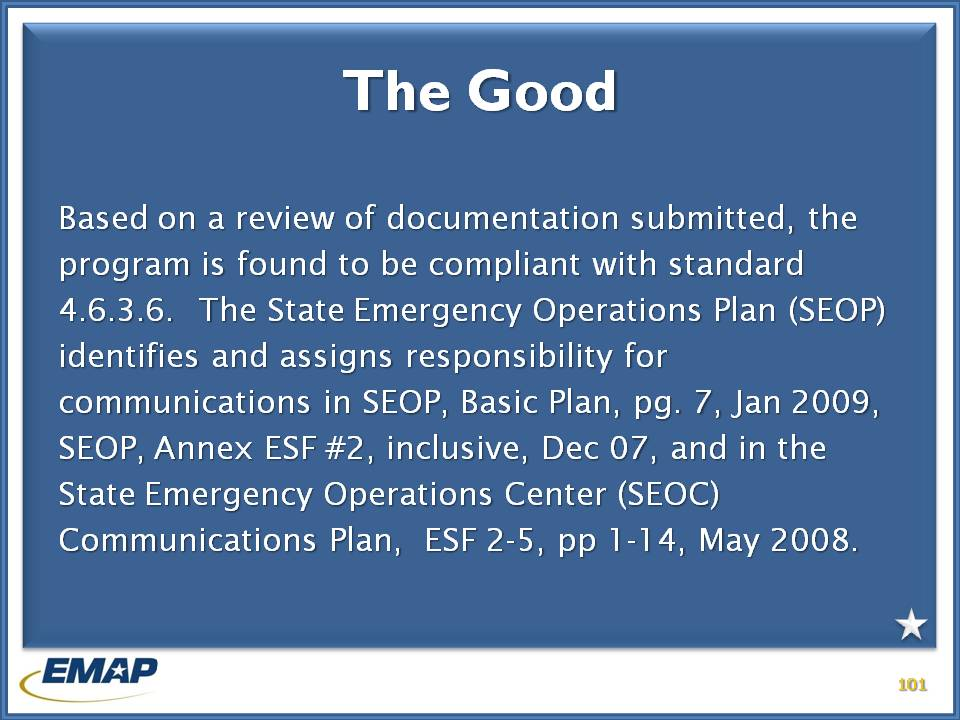 The Good
Based on a review of documentation submitted, the
program is found to be compliant with standard
4.6.3.6.  The State Emergency Operations Plan (SEOP)
identifies and assigns responsibility for
communications in SEOP, Basic Plan, pg. 7, Jan 2009,
SEOP, Annex ESF #2, inclusive, Dec 07, and in the
State Emergency Operations Center (SEOC)
Communications Plan,  ESF 2-5, pp 1-14, May 2008.
EMAP
101